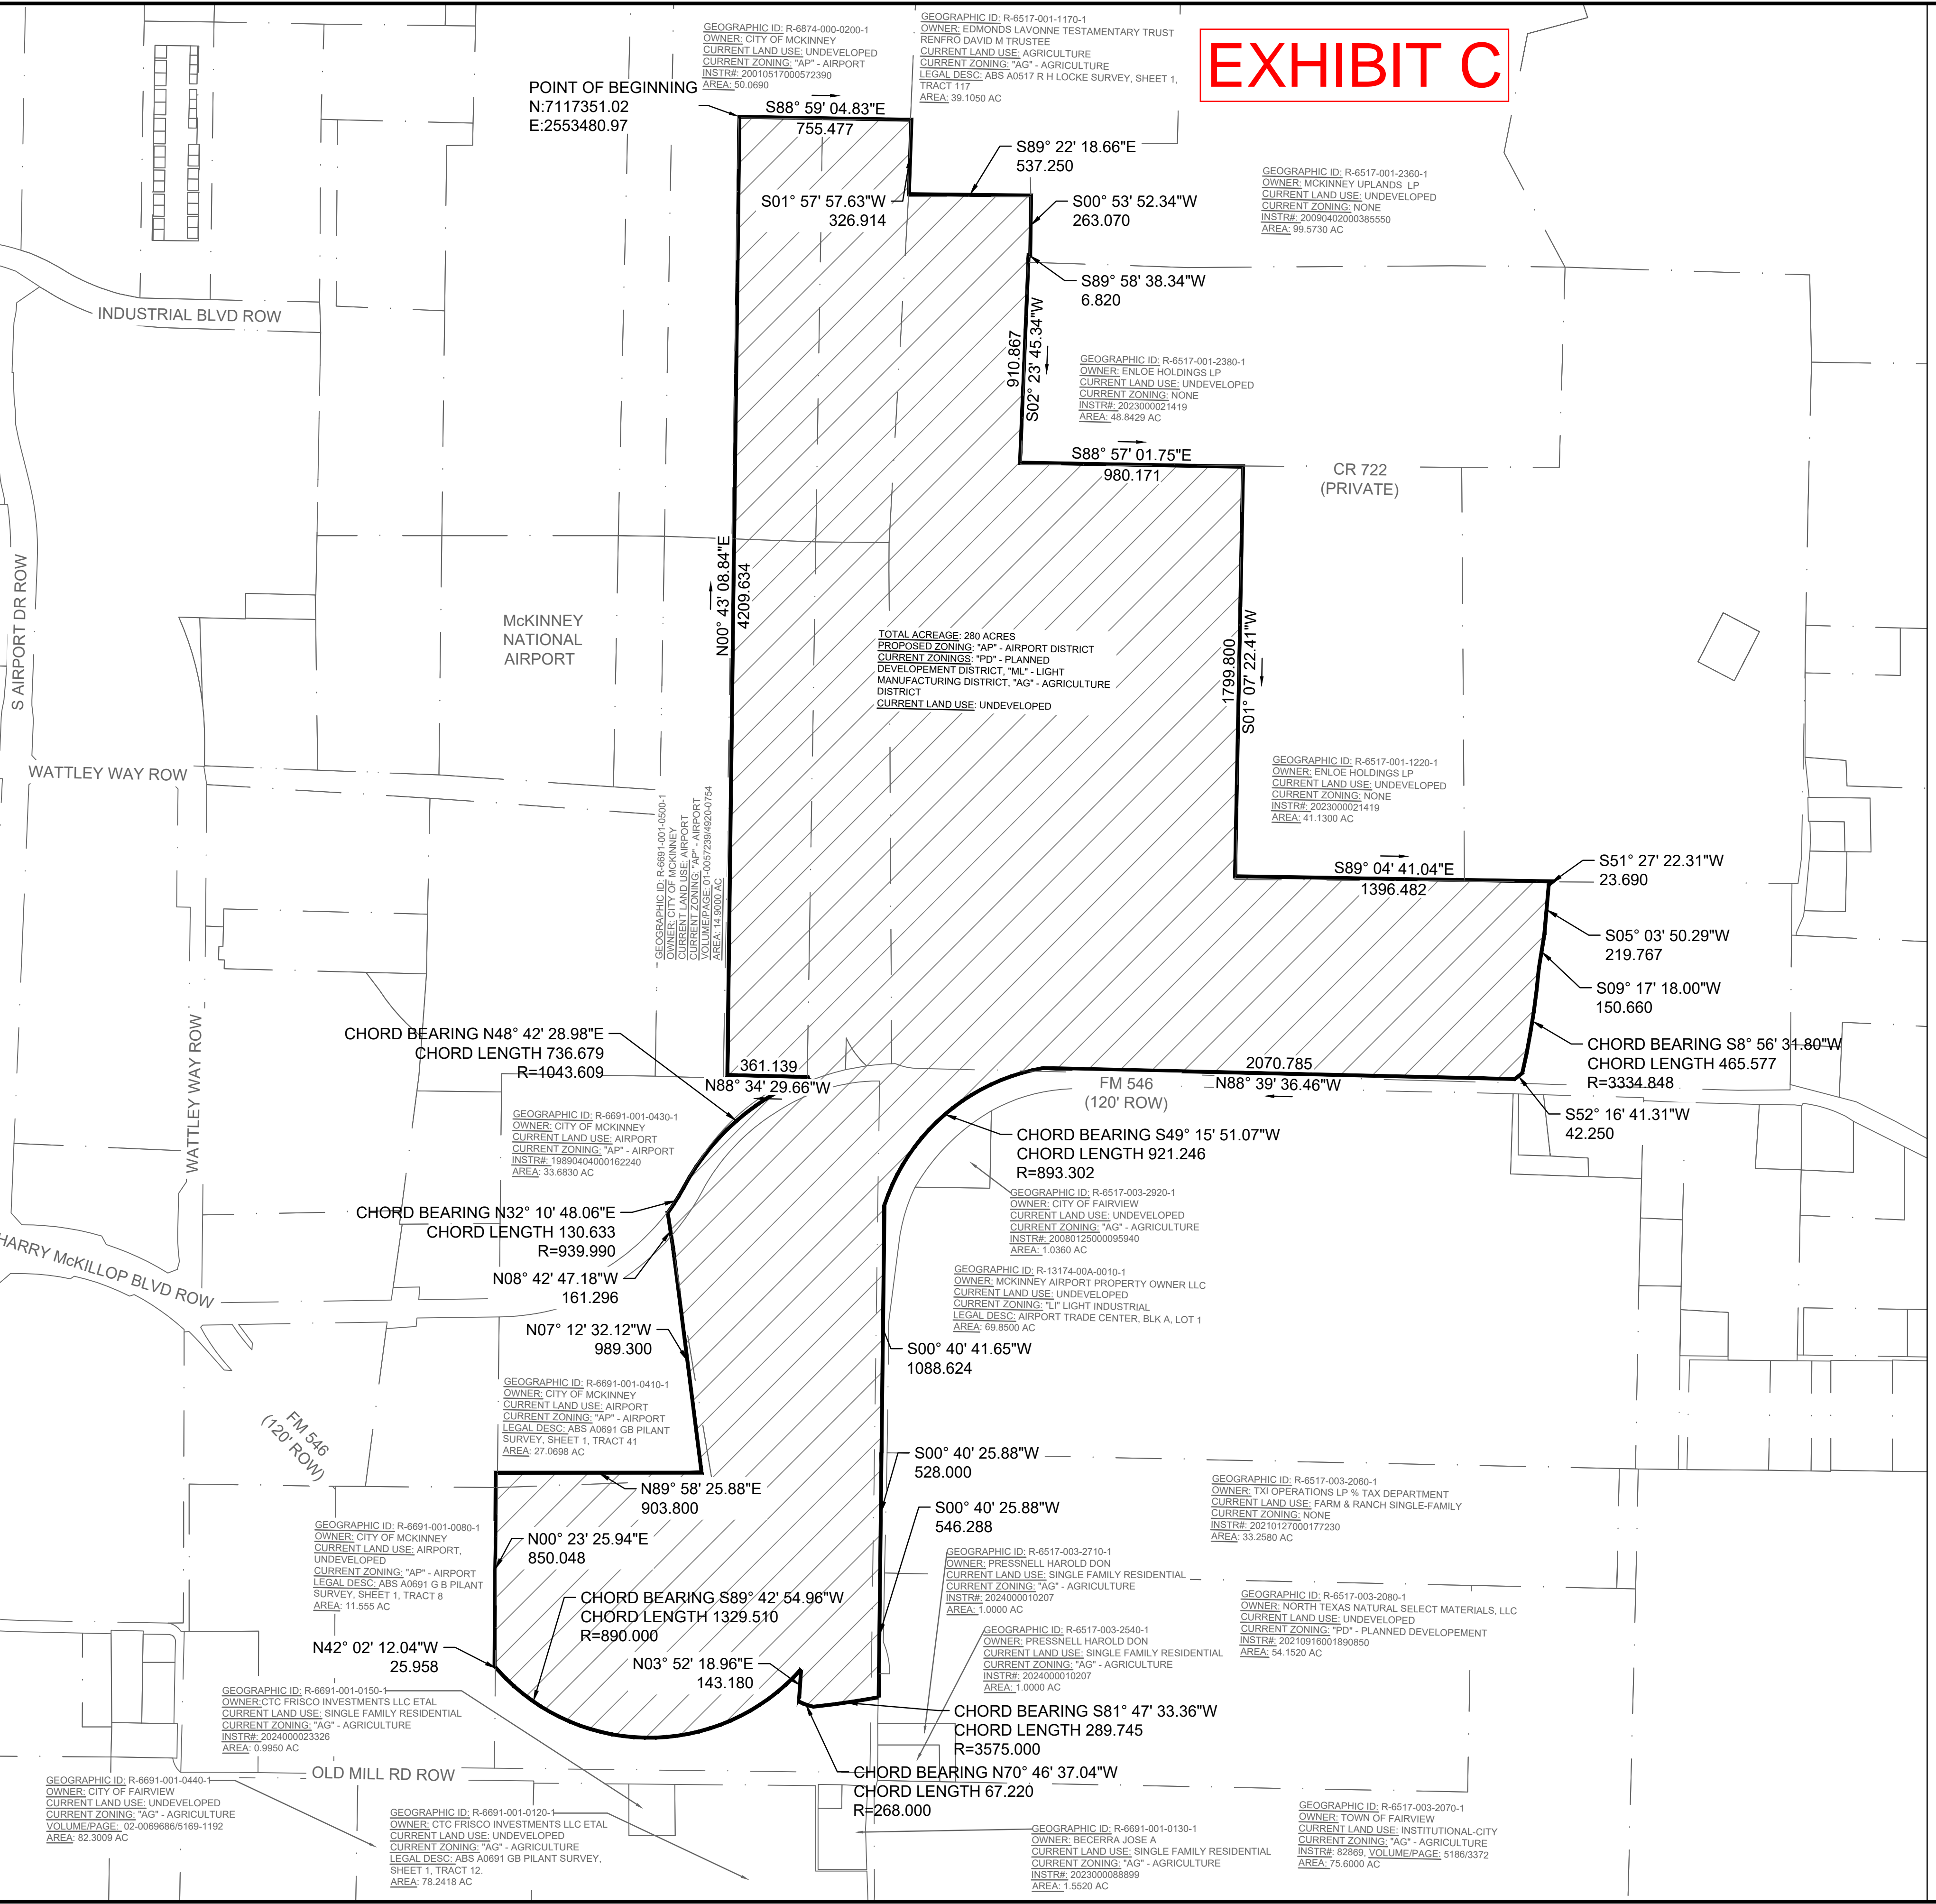 GEOGRAPHIC ID: R-6874-000-0200-1
OWNER: CITY OF MCKINNEY
CURRENT LAND USE: UNDEVELOPED
CURRENT ZONING: "AP" - AIRPORT
INSTR#: 20010517000572390
AREA: 50.0690
GEOGRAPHIC ID: R-6517-001-1170-1
OWNER: EDMONDS LAVONNE TESTAMENTARY TRUST
RENFRO DAVID M TRUSTEE
CURRENT LAND USE: AGRICULTURE
CURRENT ZONING: "AG" - AGRICULTURE
LEGAL DESC: ABS A0517 R H LOCKE SURVEY, SHEET 1,
TRACT 117
AREA: 39.1050 AC
EXHIBIT C
POINT OF BEGINNING
N:7117351.02
E:2553480.97
S88° 59' 04.83"E
755.477
S89° 22' 18.66"E
537.250
S01° 57' 57.63"W
326.914
S00° 53' 52.34"W
263.070
GEOGRAPHIC ID: R-6517-001-2360-1
OWNER: MCKINNEY UPLANDS LP
CURRENT LAND USE: UNDEVELOPED
CURRENT ZONING: NONE
INSTR#: 20090402000385550
AREA: 99.5730 AC
S89° 58' 38.34"W
6.820
INDUSTRIAL BLVD ROW
910.867
S02° 23' 45.34"W
GEOGRAPHIC ID: R-6517-001-2380-1
OWNER: ENLOE HOLDINGS LP
CURRENT LAND USE: UNDEVELOPED
CURRENT ZONING: NONE
INSTR#: 2023000021419
AREA: 48.8429 AC
S88° 57' 01.75"E
980.171
CR 722
(PRIVATE)
S AIRPORT DR ROW
McKINNEY
NATIONAL
AIRPORT
N00° 43' 08.84"E
4209.634
TOTAL ACREAGE: 280 ACRES
PROPOSED ZONING: "AP" - AIRPORT DISTRICT
CURRENT ZONINGS: "PD" - PLANNED
DEVELOPEMENT DISTRICT, "ML" - LIGHT
MANUFACTURING DISTRICT, "AG" - AGRICULTURE
DISTRICT
CURRENT LAND USE: UNDEVELOPED
1799.800
S01° 07' 22.41"W
WATTLEY WAY ROW
GEOGRAPHIC ID: R-6691-001-0500-1
OWNER: CITY OF MCKINNEY
CURRENT LAND USE: AIRPORT
CURRENT ZONING: "AP" - AIRPORT
VOLUME/PAGE: 01-0057239/4920-0754
AREA: 14.9000 AC
GEOGRAPHIC ID: R-6517-001-1220-1
OWNER: ENLOE HOLDINGS LP
CURRENT LAND USE: UNDEVELOPED
CURRENT ZONING: NONE
INSTR#: 2023000021419
AREA: 41.1300 AC
S89° 04' 41.04"E
1396.482
S51° 27' 22.31"W
23.690
S05° 03' 50.29"W
219.767
S09° 17' 18.00"W
150.660
CHORD BEARING S8° 56' 31.80"W
CHORD LENGTH 465.577
R=3334.848
WATTLEY WAY ROW
CHORD BEARING N48° 42' 28.98"E
CHORD LENGTH 736.679
R=1043.609
361.139
N88° 34' 29.66"W
2070.785
N88° 39' 36.46"W
FM 546
(120' ROW)
S52° 16' 41.31"W
42.250
GEOGRAPHIC ID: R-6691-001-0430-1
OWNER: CITY OF MCKINNEY
CURRENT LAND USE: AIRPORT
CURRENT ZONING: "AP" - AIRPORT
INSTR#: 19890404000162240
AREA: 33.6830 AC
CHORD BEARING S49° 15' 51.07"W
CHORD LENGTH 921.246
R=893.302
GEOGRAPHIC ID: R-6517-003-2920-1
OWNER: CITY OF FAIRVIEW
CURRENT LAND USE: UNDEVELOPED
CURRENT ZONING: "AG" - AGRICULTURE
INSTR#: 20080125000095940
AREA: 1.0360 AC
CHORD BEARING N32° 10' 48.06"E
CHORD LENGTH 130.633
R=939.990
HARRY McKILLOP BLVD ROW
N08° 42' 47.18"W
161.296
GEOGRAPHIC ID: R-13174-00A-0010-1
OWNER: MCKINNEY AIRPORT PROPERTY OWNER LLC
CURRENT LAND USE: UNDEVELOPED
CURRENT ZONING: "LI" LIGHT INDUSTRIAL
LEGAL DESC: AIRPORT TRADE CENTER, BLK A, LOT 1
AREA: 69.8500 AC
N07° 12' 32.12"W
989.300
S00° 40' 41.65"W
1088.624
GEOGRAPHIC ID: R-6691-001-0410-1
OWNER: CITY OF MCKINNEY
CURRENT LAND USE: AIRPORT
CURRENT ZONING: "AP" - AIRPORT
LEGAL DESC: ABS A0691 GB PILANT
SURVEY, SHEET 1, TRACT 41
AREA: 27.0698 AC
FM 546
(120' ROW)
S00° 40' 25.88"W
528.000
N89° 58' 25.88"E
903.800
S00° 40' 25.88"W
546.288
GEOGRAPHIC ID: R-6517-003-2060-1
OWNER: TXI OPERATIONS LP % TAX DEPARTMENT
CURRENT LAND USE: FARM & RANCH SINGLE-FAMILY
CURRENT ZONING: NONE
INSTR#: 20210127000177230
AREA: 33.2580 AC
GEOGRAPHIC ID: R-6691-001-0080-1
OWNER: CITY OF MCKINNEY
CURRENT LAND USE: AIRPORT,
UNDEVELOPED
CURRENT ZONING: "AP" - AIRPORT
LEGAL DESC: ABS A0691 G B PILANT
SURVEY, SHEET 1, TRACT 8
AREA: 11.555 AC
N00° 23' 25.94"E
850.048
GEOGRAPHIC ID: R-6517-003-2710-1
OWNER: PRESSNELL HAROLD DON
CURRENT LAND USE: SINGLE FAMILY RESIDENTIAL
CURRENT ZONING: "AG" - AGRICULTURE
INSTR#: 2024000010207
AREA: 1.0000 AC
CHORD BEARING S89° 42' 54.96"W
CHORD LENGTH 1329.510
R=890.000
GEOGRAPHIC ID: R-6517-003-2080-1
OWNER: NORTH TEXAS NATURAL SELECT MATERIALS, LLC
CURRENT LAND USE: UNDEVELOPED
CURRENT ZONING: "PD" - PLANNED DEVELOPEMENT
INSTR#: 20210916001890850
AREA: 54.1520 AC
GEOGRAPHIC ID: R-6517-003-2540-1
OWNER: PRESSNELL HAROLD DON
CURRENT LAND USE: SINGLE FAMILY RESIDENTIAL
CURRENT ZONING: "AG" - AGRICULTURE
INSTR#: 2024000010207
AREA: 1.0000 AC
N42° 02' 12.04"W
25.958
N03° 52' 18.96"E
143.180
GEOGRAPHIC ID: R-6691-001-0150-1
OWNER:CTC FRISCO INVESTMENTS LLC ETAL
CURRENT LAND USE: SINGLE FAMILY RESIDENTIAL
CURRENT ZONING: "AG" - AGRICULTURE
INSTR#: 2024000023326
AREA: 0.9950 AC
CHORD BEARING S81° 47' 33.36"W
CHORD LENGTH 289.745
R=3575.000
OLD MILL RD ROW
CHORD BEARING N70° 46' 37.04"W
CHORD LENGTH 67.220
R=268.000
GEOGRAPHIC ID: R-6691-001-0440-1
OWNER: CITY OF FAIRVIEW
CURRENT LAND USE: UNDEVELOPED
CURRENT ZONING: "AG" - AGRICULTURE
VOLUME/PAGE: 02-0069686/5169-1192
AREA: 82.3009 AC
GEOGRAPHIC ID: R-6691-001-0120-1
OWNER: CTC FRISCO INVESTMENTS LLC ETAL
CURRENT LAND USE: UNDEVELOPED
CURRENT ZONING: "AG" - AGRICULTURE
LEGAL DESC: ABS A0691 GB PILANT SURVEY,
SHEET 1, TRACT 12.
AREA: 78.2418 AC
GEOGRAPHIC ID: R-6691-001-0130-1
OWNER: BECERRA JOSE A
CURRENT LAND USE: SINGLE FAMILY RESIDENTIAL
CURRENT ZONING: "AG" - AGRICULTURE
INSTR#: 2023000088899
AREA: 1.5520 AC
GEOGRAPHIC ID: R-6517-003-2070-1
OWNER: TOWN OF FAIRVIEW
CURRENT LAND USE: INSTITUTIONAL-CITY
CURRENT ZONING: "AG" - AGRICULTURE
INSTR#: 82869, VOLUME/PAGE: 5186/3372
AREA: 75.6000 AC